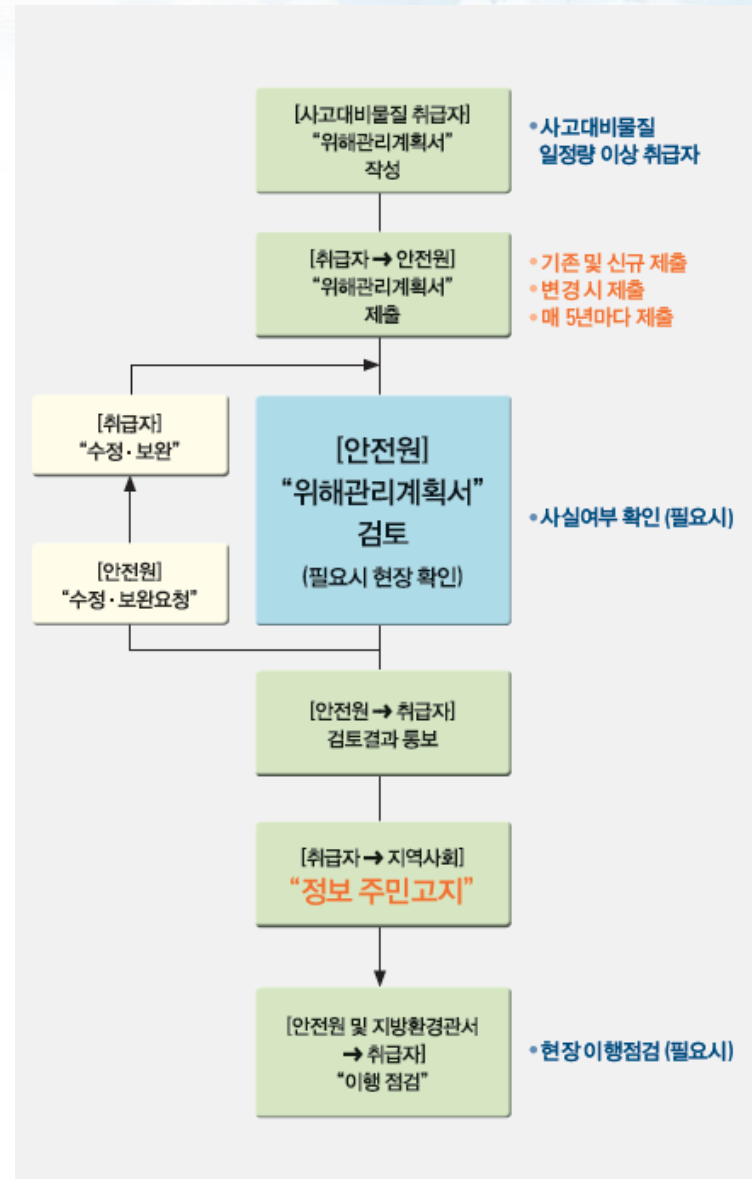 [사고대비물질 취급자]
“위해관리계획서”
작성
•사고대비물질
일정량 이상 취급자
[취급자 ➜ 안전원]
“위해관리계획서”
제출
•기존 및 신규 제출
•변경 시 제출
•매 5년마다 제출
[취급자]
“수정·보완”
[안전원]
“위해관리계획서”
검토
(필요시 현장 확인)
•사실여부 확인 (필요시)
[안전원]
“수정·보완요청”
[안전원 ➜ 취급자]
검토결과 통보
[취급자 ➜ 지역사회]
“정보 주민고지”
[안전원 및 지방환경관서
➜ 취급자]
“이행 점검”
•현장 이행점검 (필요시)